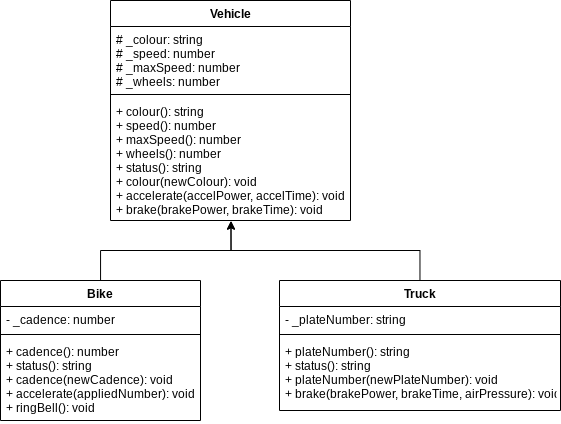 Vehicle
# _colour: string
# _speed: number
# _maxSpeed: number
# _wheels: number
+ colour(): string
+ speed(): number
+ maxSpeed(): number
+ wheels(): number
+ status(): string
+ colour(newColour): void
+ accelerate(accelPower, accelTime): void
+ brake(brakePower, brakeTime): void
Bike
- _cadence: number
+ cadence(): number
+ status(): string
+ cadence(newCadence): void
+ accelerate(appliedNumber): void
+ ringBell(): void
Truck
- _plateNumber: string
+ plateNumber(): string
+ status(): string
+ plateNumber(newPlateNumber): void
+ brake(brakePower, brakeTime, airPressure): voi